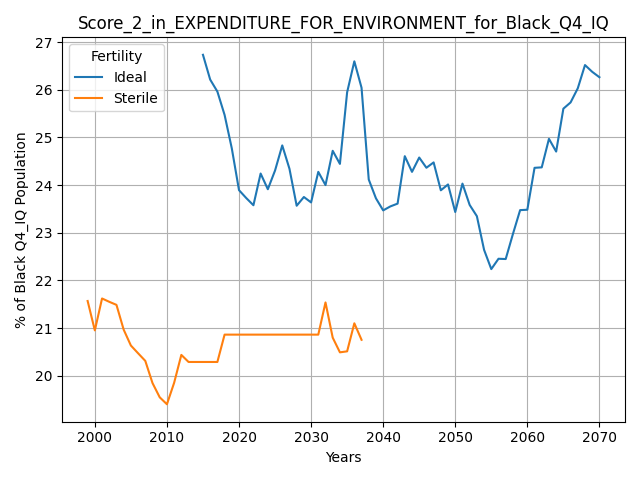 Score_2_in_EXPENDITURE_FOR_ENVIRONMENT_for_Black_Q4_IQ
Fertility
Ideal
Sterile
% of Black Q4_IQ Population
27
26
25
24
23
22
21
20
2000 2010 2020 2030 2040 2050 2060 2070
Years